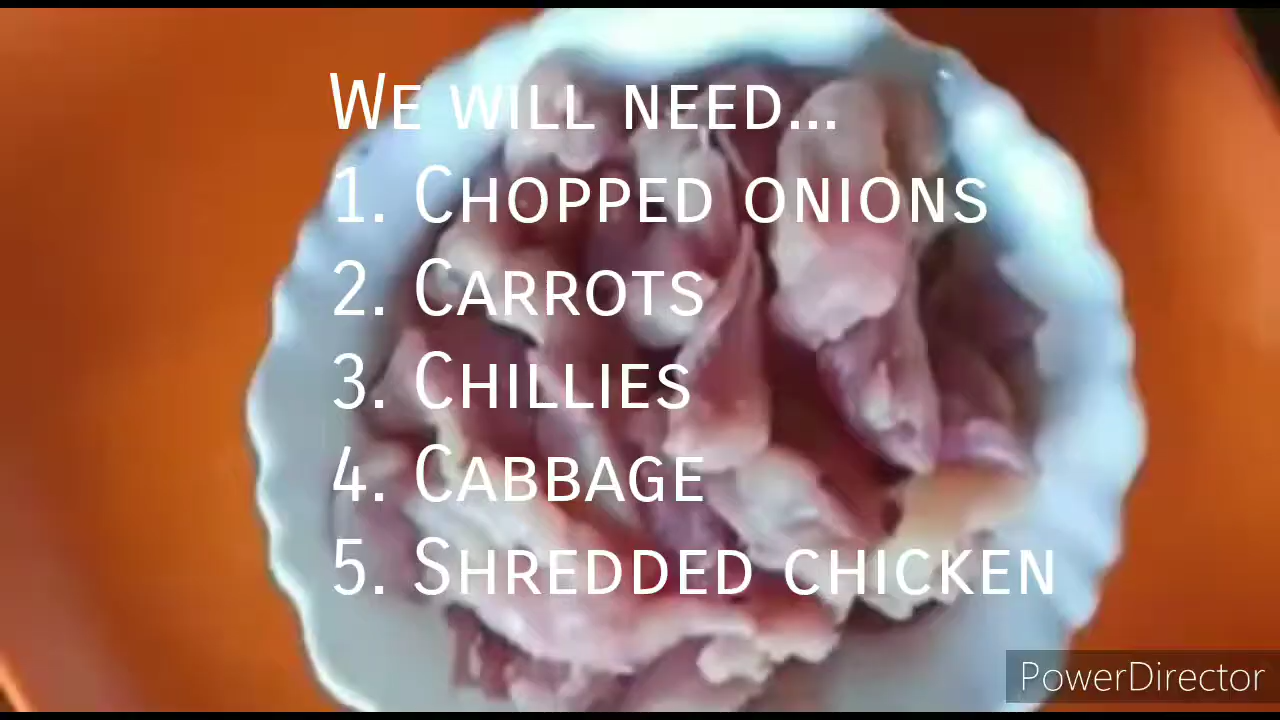 We will need...
1. Chopped onions
2. Carrots
3. Chillies
4. Cabbage
5. Shredded chicken
PowerDirector